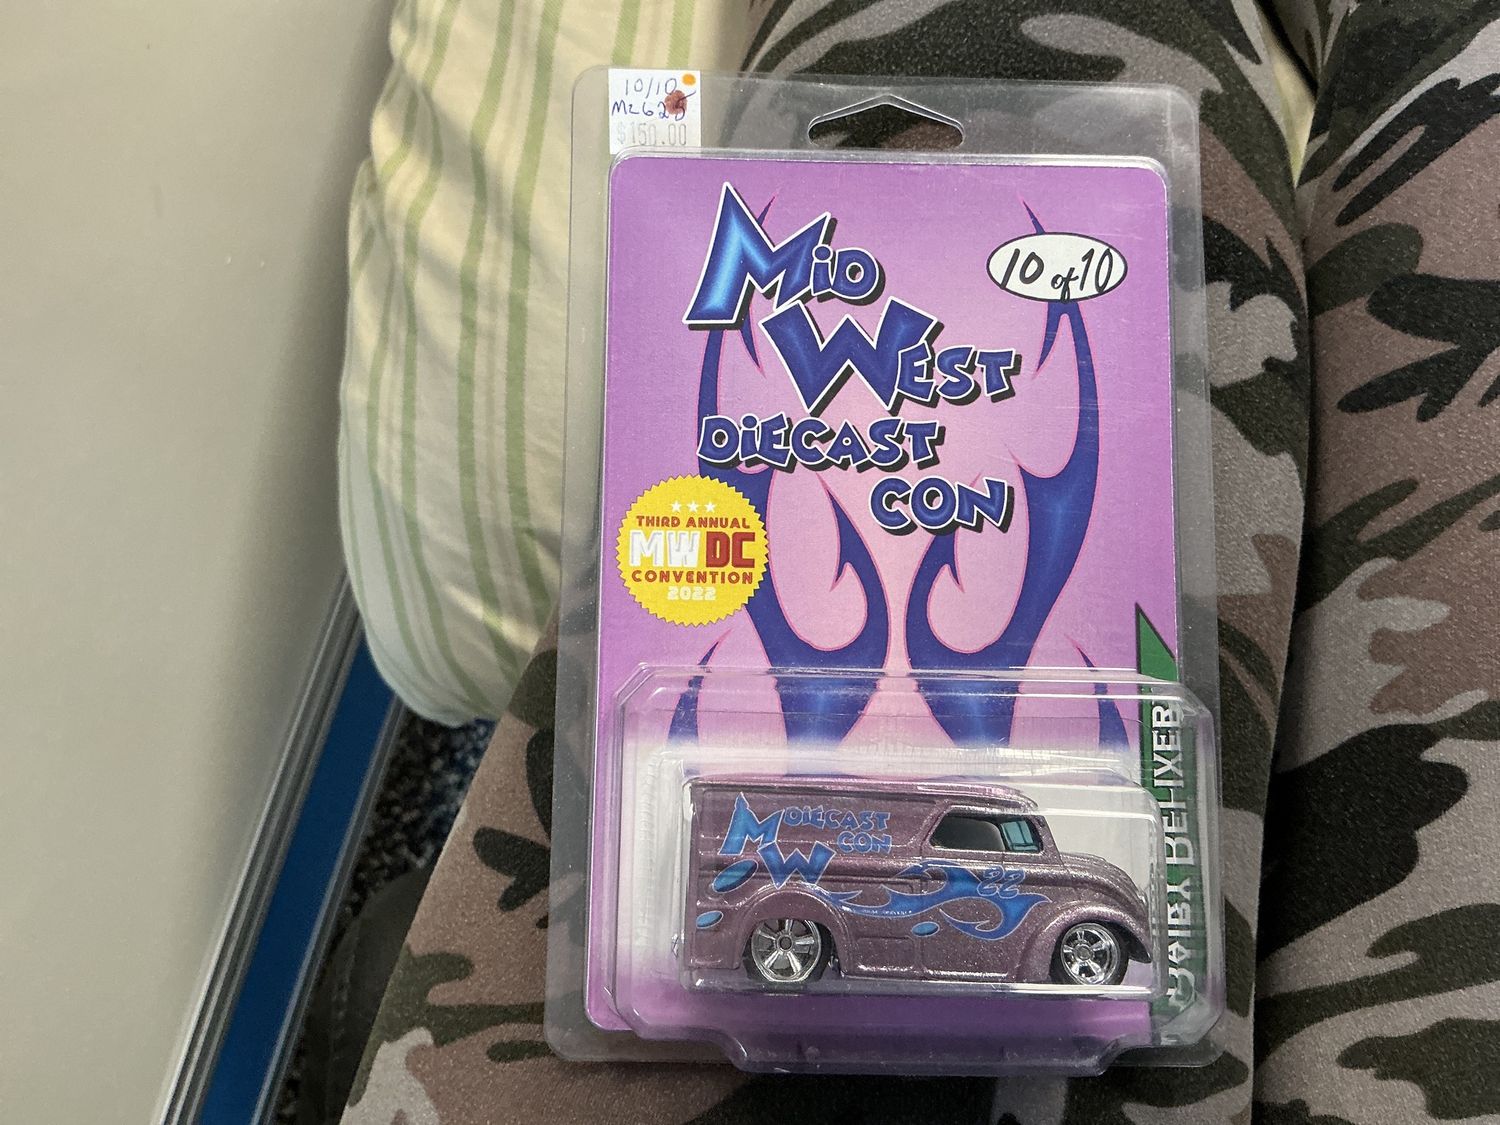 10/10
$150.00
MiD
WEST
DiECAST
CON
10 of 10
THIRD ANNUAL
MWDC
CONVENTION
2022
DAIRY DELIVERY
M DiECAST
W CON
22